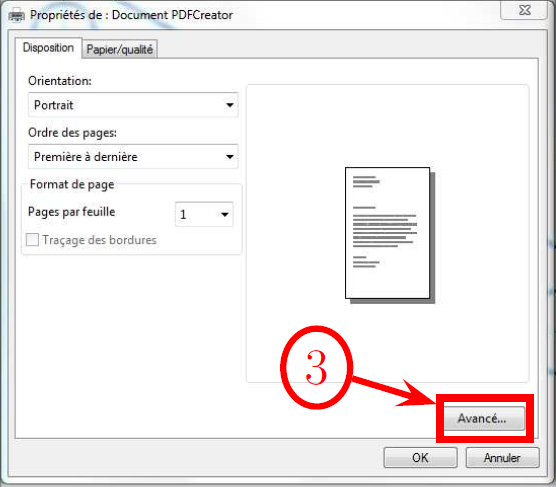 Propriétés de : Document PDFCreator
Disposition
Papier/qualité
Orientation:
Portrait
Ordre des pages:
Première à dernière
Format de page
Pages par feuille
1
Traçage des bordures
3
Avancé...
OK
Annuler